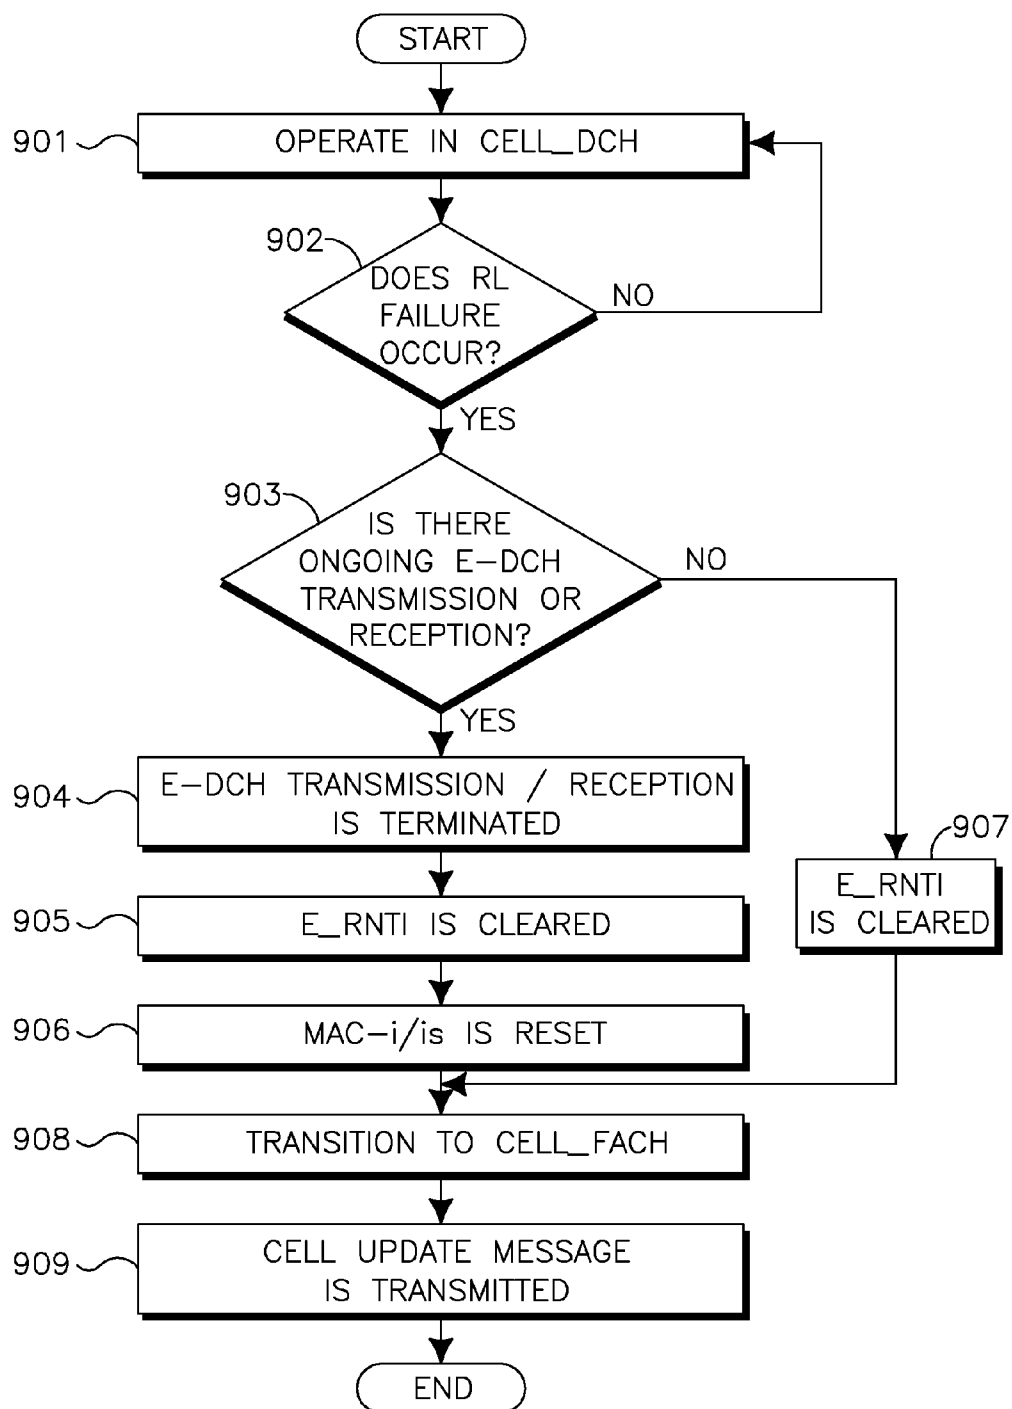 START
901
OPERATE IN CELL_DCH
902
DOES RL
FAILURE
OCCUR?
NO
YES
903
IS THERE
ONGOING E-DCH
TRANSMISSION OR
RECEPTION?
NO
YES
904
E-DCH TRANSMISSION / RECEPTION
IS TERMINATED
907
E_RNTI
IS CLEARED
905
E_RNTI IS CLEARED
906
MAC-i/is IS RESET
908
TRANSITION TO CELL_FACH
909
CELL UPDATE MESSAGE
IS TRANSMITTED
END